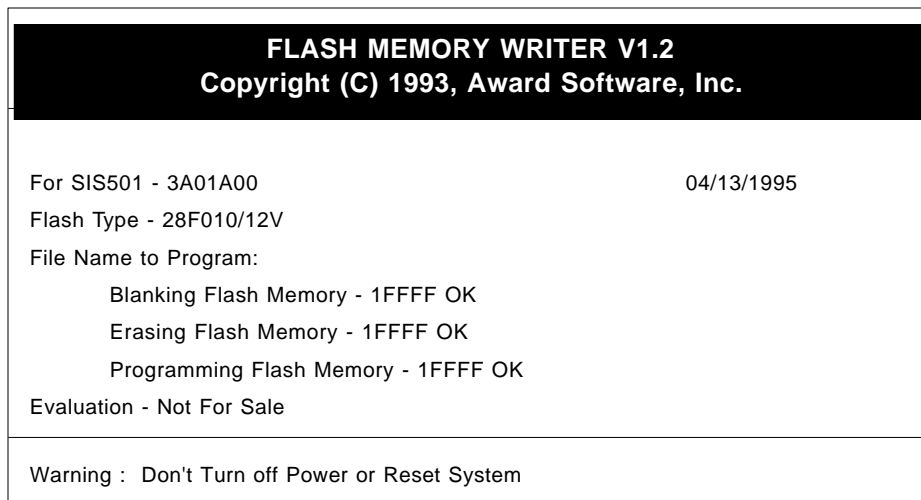 FLASH MEMORY WRITER V1.2
Copyright (C) 1993, Award Software, Inc.
For SIS501 - 3A01A00 04/13/1995
Flash Type - 28F010/12V
File Name to Program:
Blanking Flash Memory - 1FFFF OK
Erasing Flash Memory - 1FFFF OK
Programming Flash Memory - 1FFFF OK
Evaluation - Not For Sale
Warning : Don't Turn off Power or Reset System